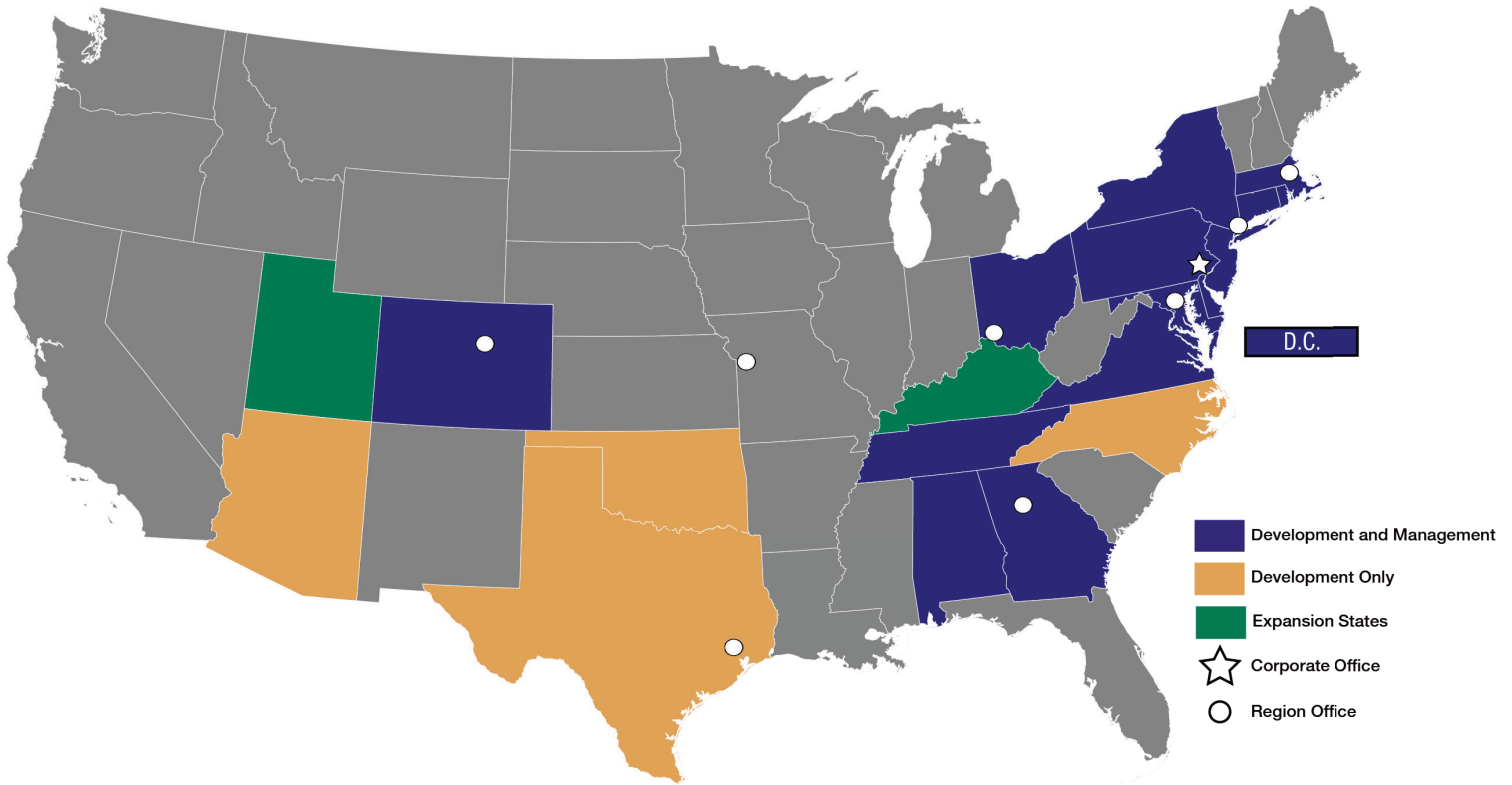 D.C.
Development and Management
Development Only
Expansion States
Corporate Office
Region Office